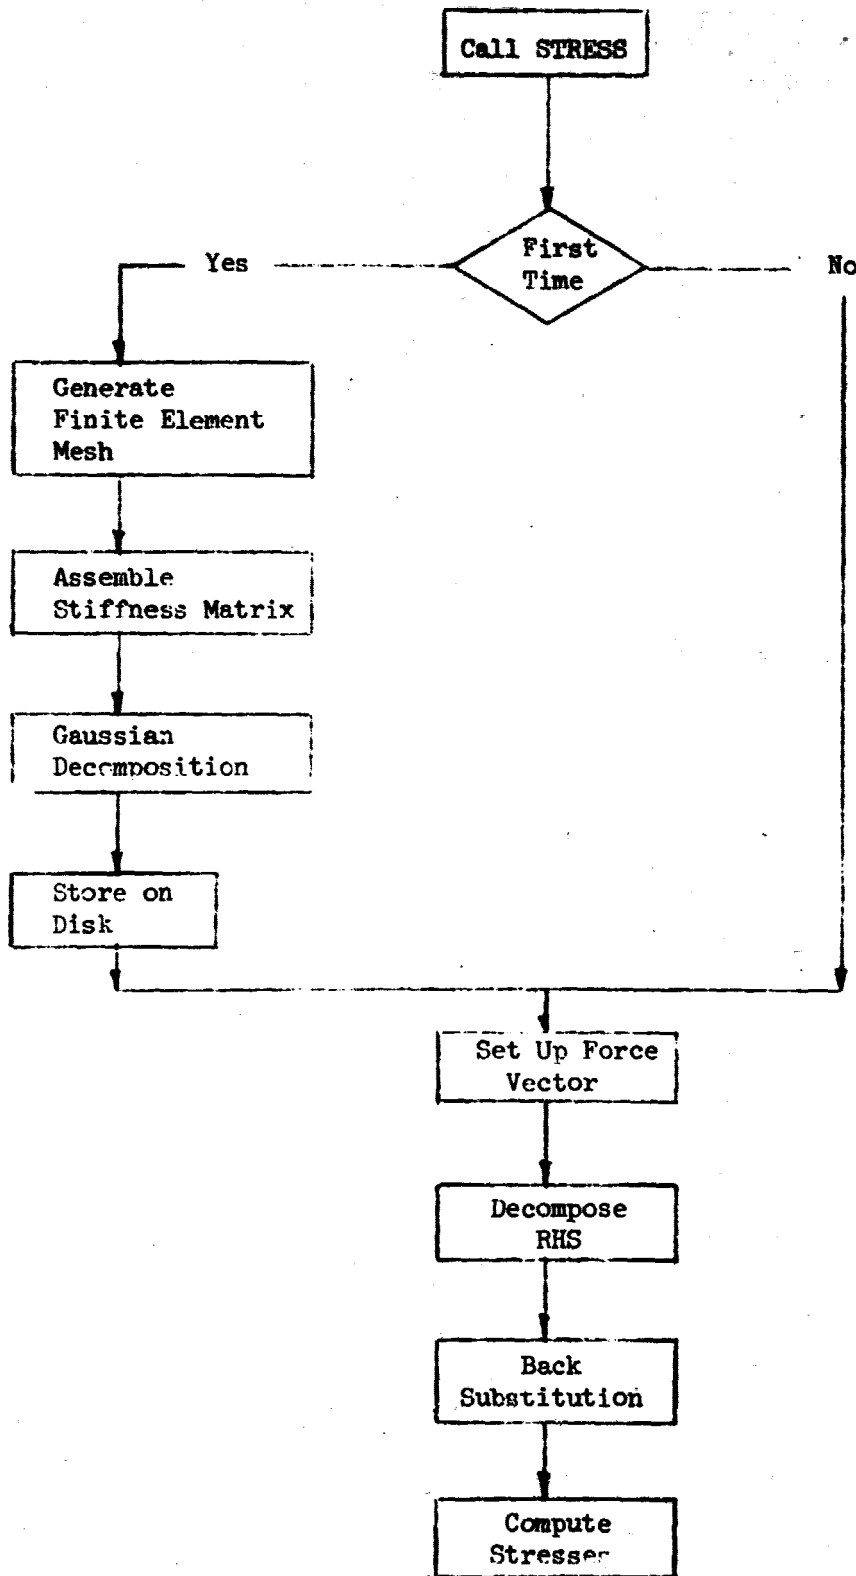 Call STRESS
First
Time
Yes
No
Generate
Finite Element
Mesh
Assemble
Stiffness Matrix
Gaussian
Decomposition
Store on
Disk
Set Up Force
Vector
Decompose
RHS
Back
Substitution
Compute
Stresses